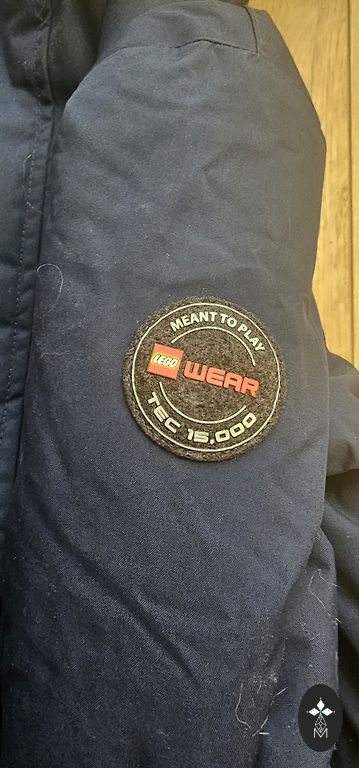 MEANT TO PLAY
LEGO WEAR
TEC 15,000
M